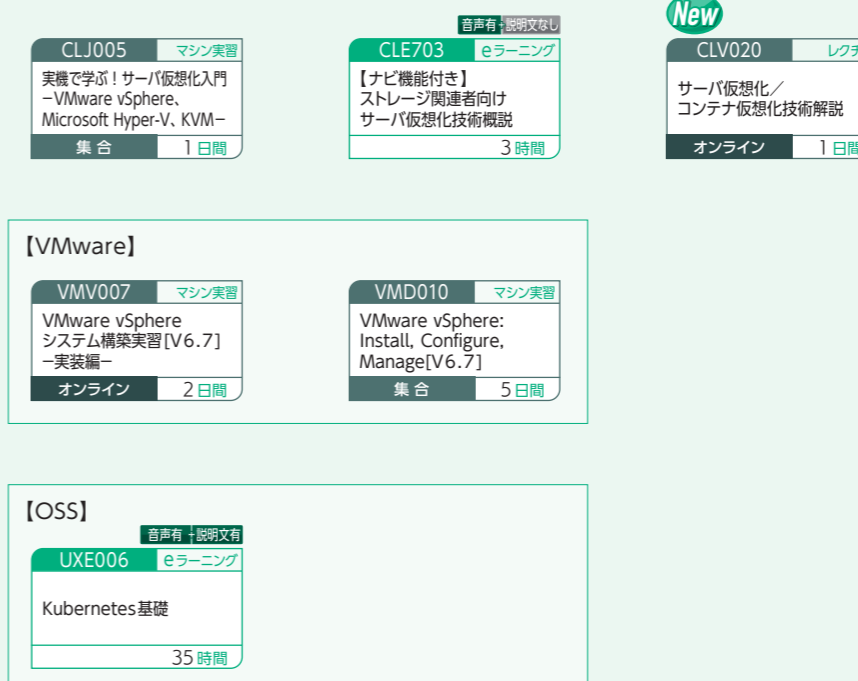 New
音声有 説明文なし
CLJ005 マシン実習
実機で学ぶ！サーバ仮想化入門
−VMware vSphere、
Microsoft Hyper-V、KVM−
集 合 1日間
CLE703 eラーニング
【ナビ機能付き】
ストレージ関連者向け
サーバ仮想化技術概説
3時間
CLV020
サーバ仮想化／
コンテナ仮想化技術解説
オンライン 1日間
【VMware】
VMV007 マシン実習
VMware vSphere
システム構築実習[V6.7]
−実装編−
オンライン 2日間
VMD010 マシン実習
VMware vSphere:
Install, Configure,
Manage[V6.7]
集 合 5日間
【OSS】
音声有 説明文有
UXE006 eラーニング
Kubernetes基礎
35時間